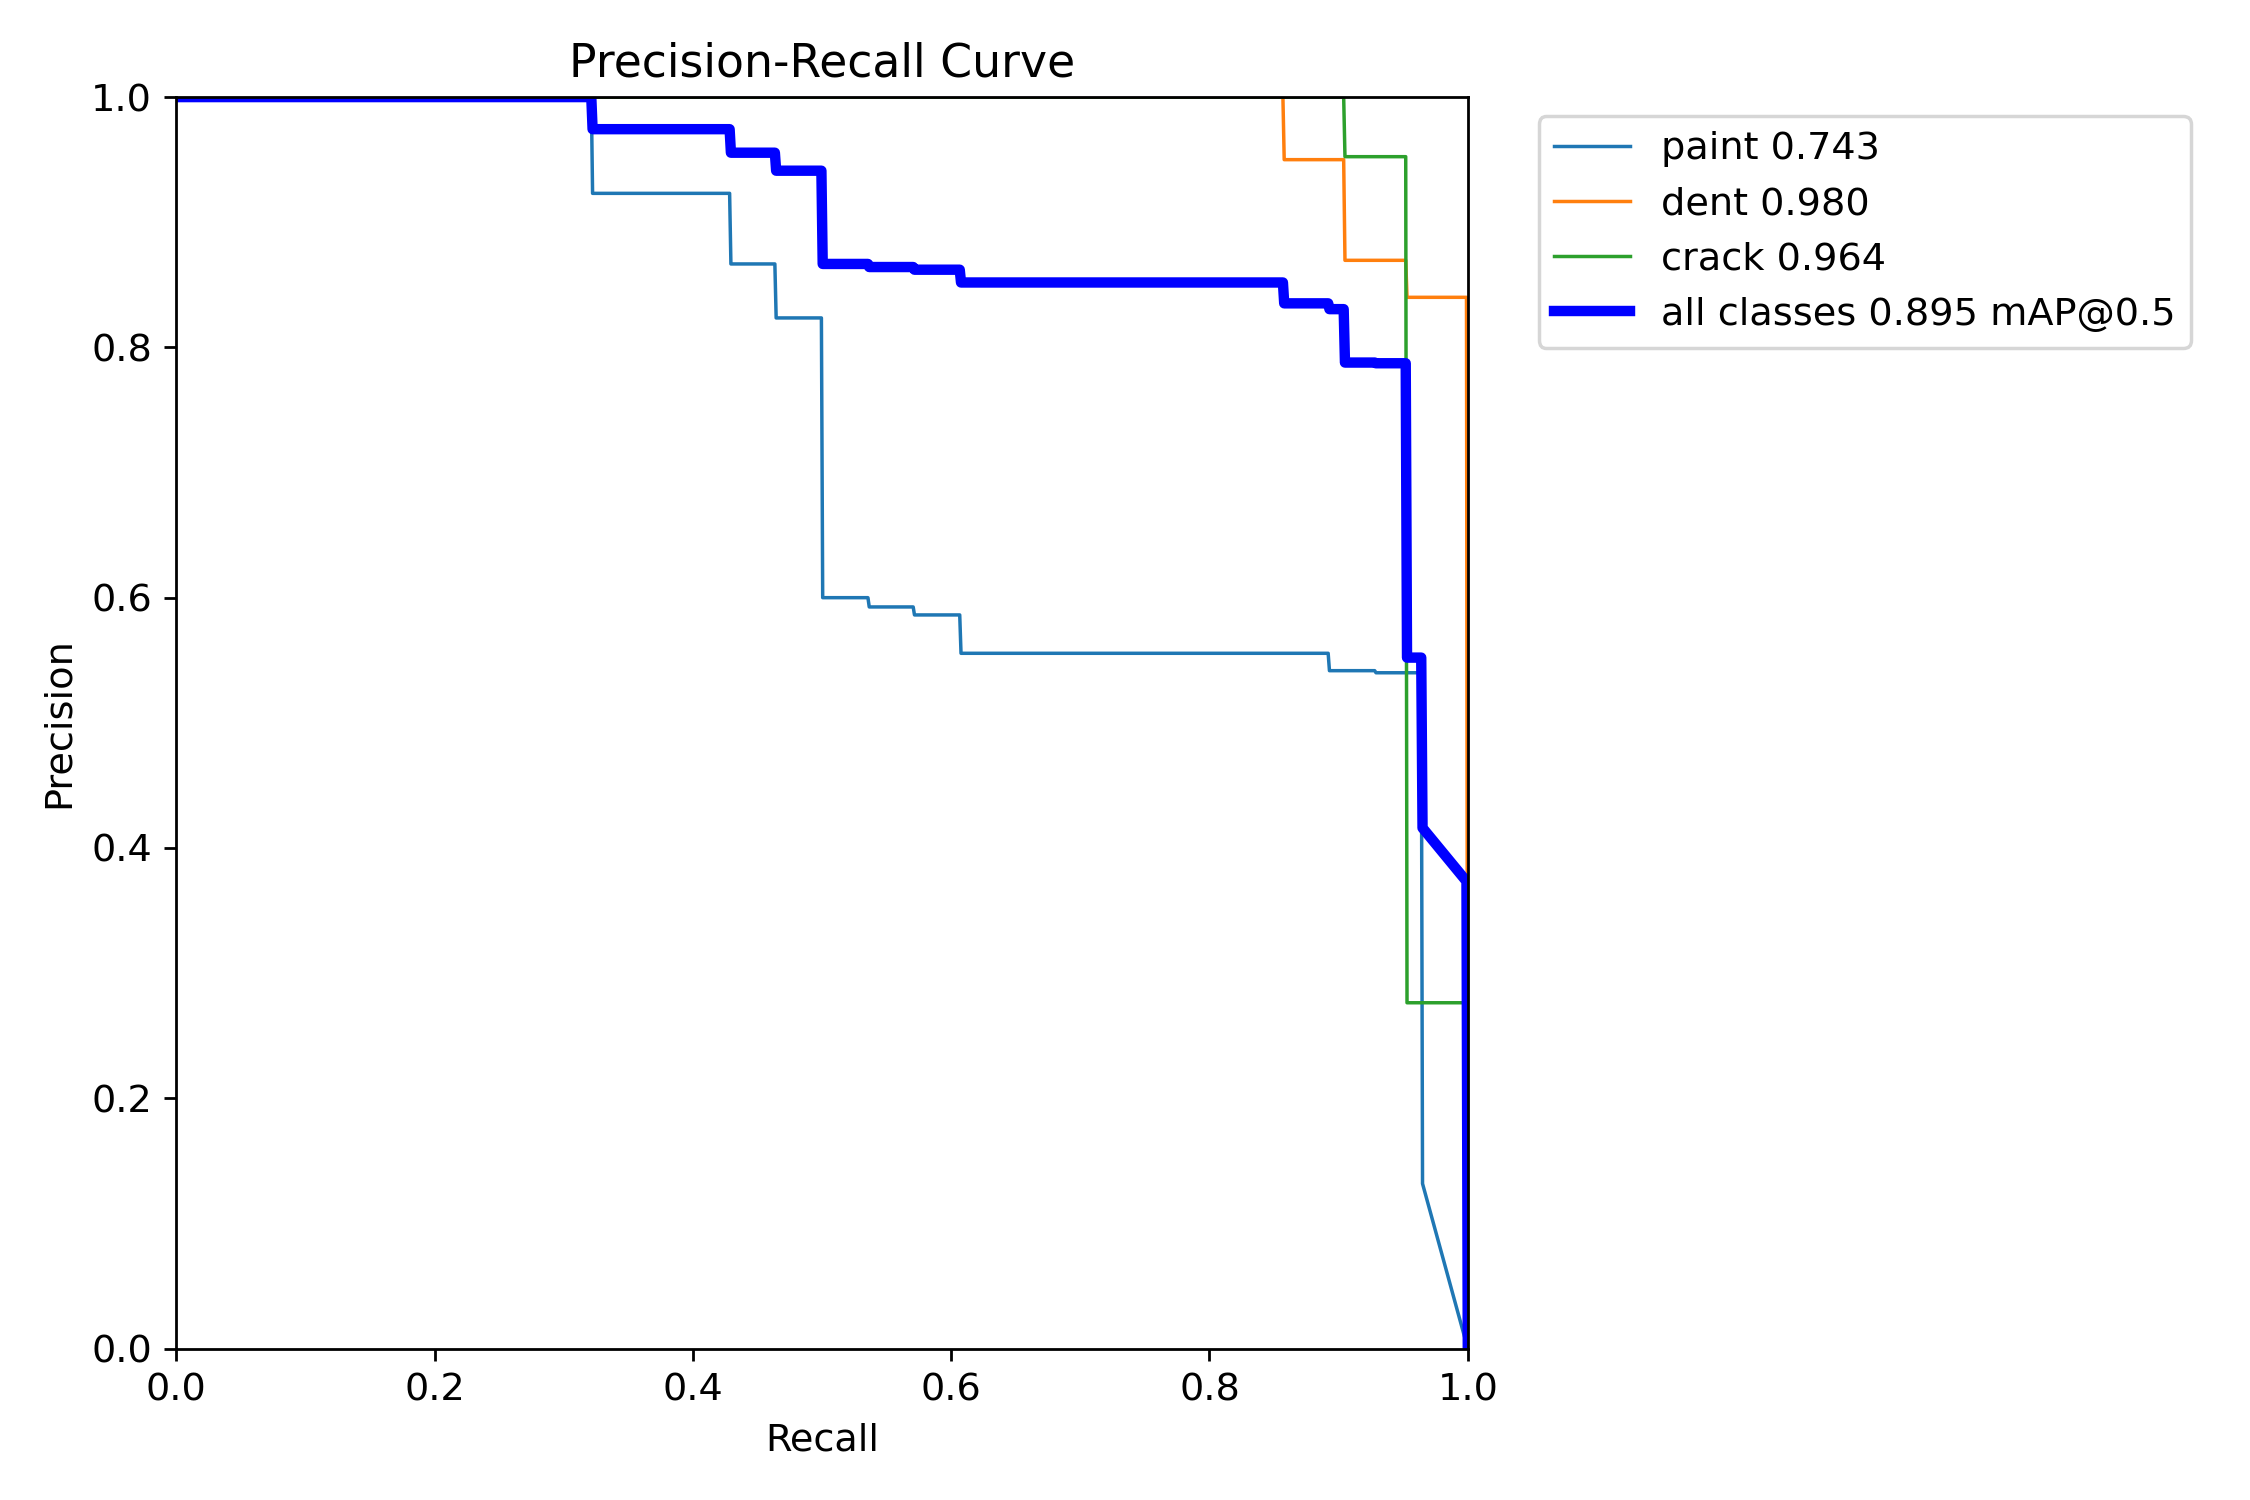 Precision-Recall Curve
1.0
0.8
0.6
0.4
0.2
0.0
Precision
0.0 0.2 0.4 0.6 0.8 1.0
Recall
paint 0.743
dent 0.980
crack 0.964
all classes 0.895 mAP@0.5